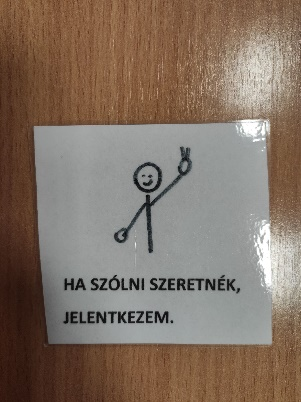 HA SZÓLNI SZERETNÉK,
JELENTKEZEM.